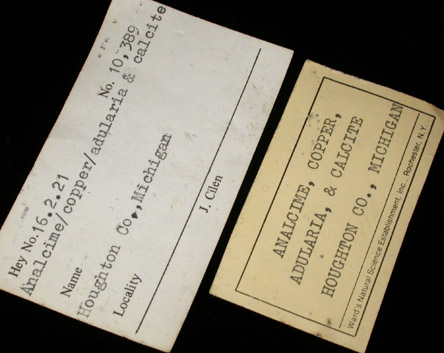 Hey No.16.2.21 No. 10,389
Analcime/copper/adularia & calcite
Name
Houghton Co.,Michigan
Locality
J. Cilen
ANALCIME, COPPER,
ADULARIA, & CALCITE
HOUGHTON CO., MICHIGAN
Ward's Natural Science Establishment, Inc., Rochester, N.Y.